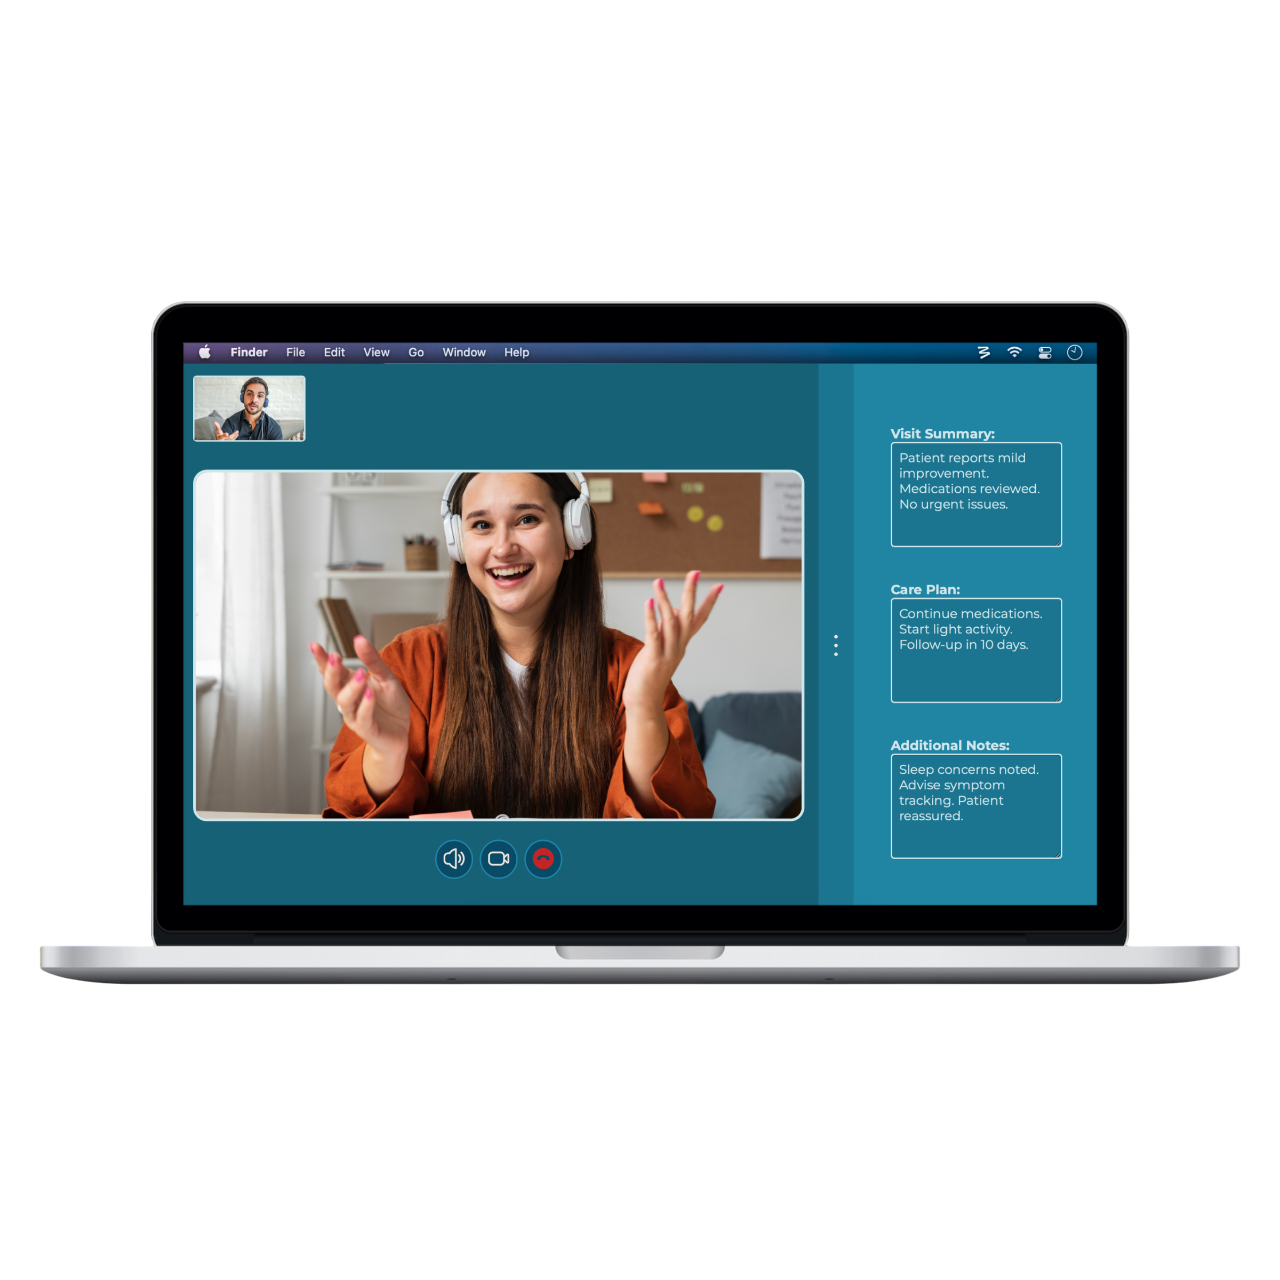 Finder File Edit View Go Window Help
Visit Summary:
Patient reports mild
improvement.
Medications reviewed.
No urgent issues.
Care Plan:
Continue medications.
Start light activity.
Follow-up in 10 days.
Additional Notes:
Sleep concerns noted.
Advise symptom
tracking. Patient
reassured.